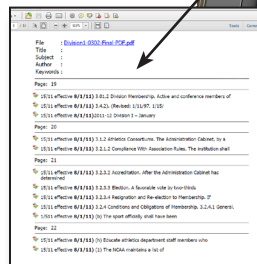 Tools
File : Division1-0302-Final-PDF.pdf
Title :
Subject :
Author :
Keywords :
Page: 19
15/11 effective 8/1/11) 3.01.2 Division Membership. Active and conference members of
15/11 effective 8/1/11) 3.4.2). (Revised: 1/11/97, 1/15/
15/11 effective 8/1/11)2011-12 Division I – January
Page: 20
15/11 effective 8/1/11) 3.1.2 Athletics Consortiums. The Administration Cabinet, by a
15/11 effective 8/1/11) 3.2.1.2 Compliance With Association Rules. The institution shall
Page: 21
15/11 effective 8/1/11) 3.2.3.2 Accreditation. After the Administration Cabinet has
determined
15/11 effective 8/1/11) 3.2.3.3 Election. A favorable vote by two-thirds
15/11 effective 8/1/11) 3.2.3.4 Resignation and Re-election to Membership. If
15/11 effective 8/1/11) 3.2.4 Conditions and Obligations of Membership. 3.2.4.1 General.
1/5/11 effective 8/1/11) (b) The sport officially shall have been
Page: 22
15/11 effective 8/1/11) (h) Educate athletics department staff members who
15/11 effective 8/1/11) (1) The NCAA maintains a list of